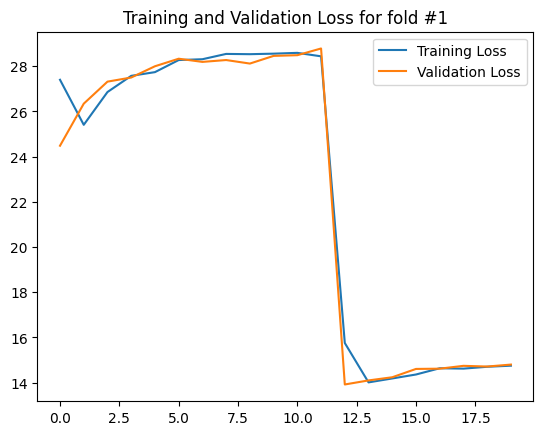 Training and Validation Loss for fold #1
Training Loss
Validation Loss
28
26
24
22
20
18
16
14
0.0 2.5 5.0 7.5 10.0 12.5 15.0 17.5